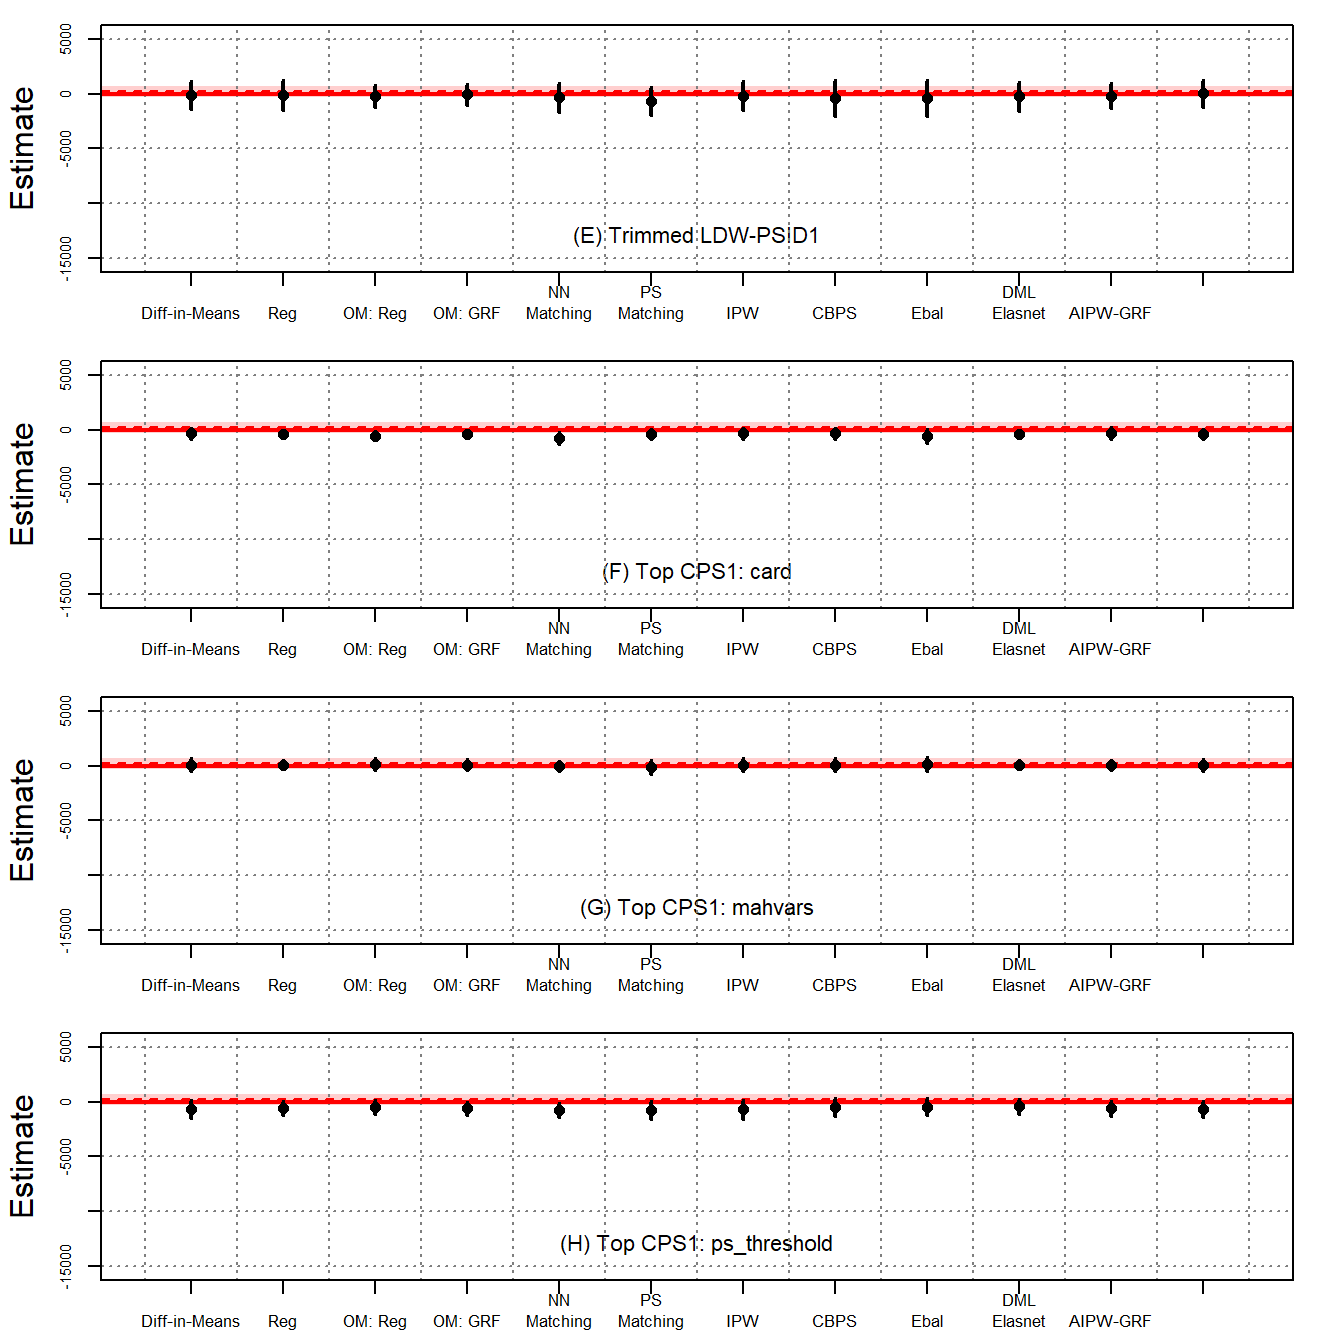 Estimate
5000
0
-5000
-15000
(E) Trimmed LDW-PSID1
Diff-in-Means
Reg
OM: Reg
OM: GRF
NN
Matching
PS
Matching
IPW
CBPS
Ebal
DML
Elasnet
AIPW-GRF
Estimate
5000
0
-5000
-15000
(F) Top CPS1: card
Diff-in-Means
Reg
OM: Reg
OM: GRF
NN
Matching
PS
Matching
IPW
CBPS
Ebal
DML
Elasnet
AIPW-GRF
Estimate
5000
0
-5000
-15000
(G) Top CPS1: mahvars
Diff-in-Means
Reg
OM: Reg
OM: GRF
NN
Matching
PS
Matching
IPW
CBPS
Ebal
DML
Elasnet
AIPW-GRF
Estimate
5000
0
-5000
-15000
(H) Top CPS1: ps_threshold
Diff-in-Means
Reg
OM: Reg
OM: GRF
NN
Matching
PS
Matching
IPW
CBPS
Ebal
DML
Elasnet
AIPW-GRF